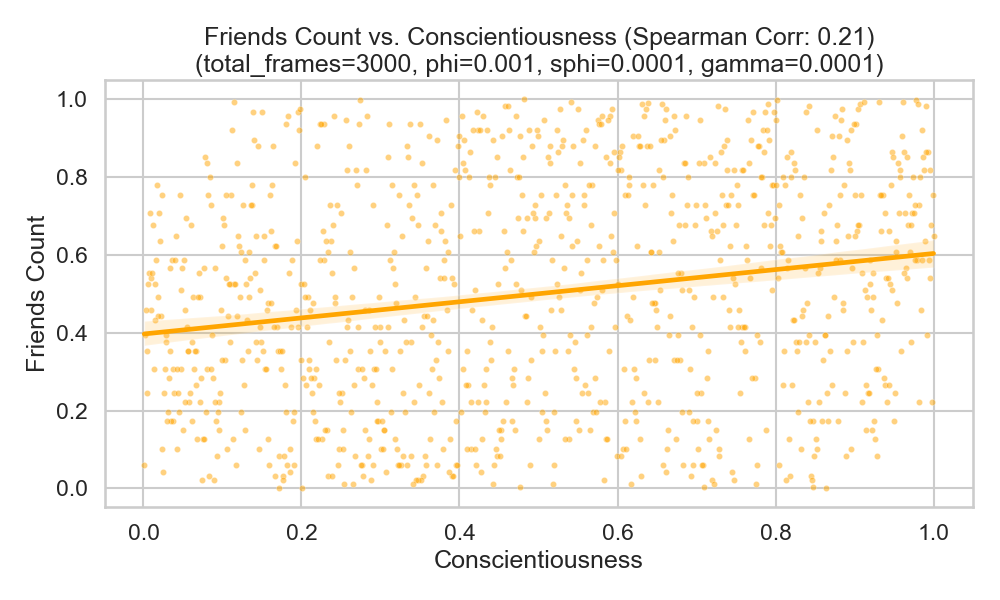 Friends Count vs. Conscientiousness (Spearman Corr: 0.21)
(total_frames=3000, phi=0.001, sphi=0.0001, gamma=0.0001)
1.0
0.8
0.6
0.4
0.2
0.0
Friends Count
0.0 0.2 0.4 0.6 0.8 1.0
Conscientiousness